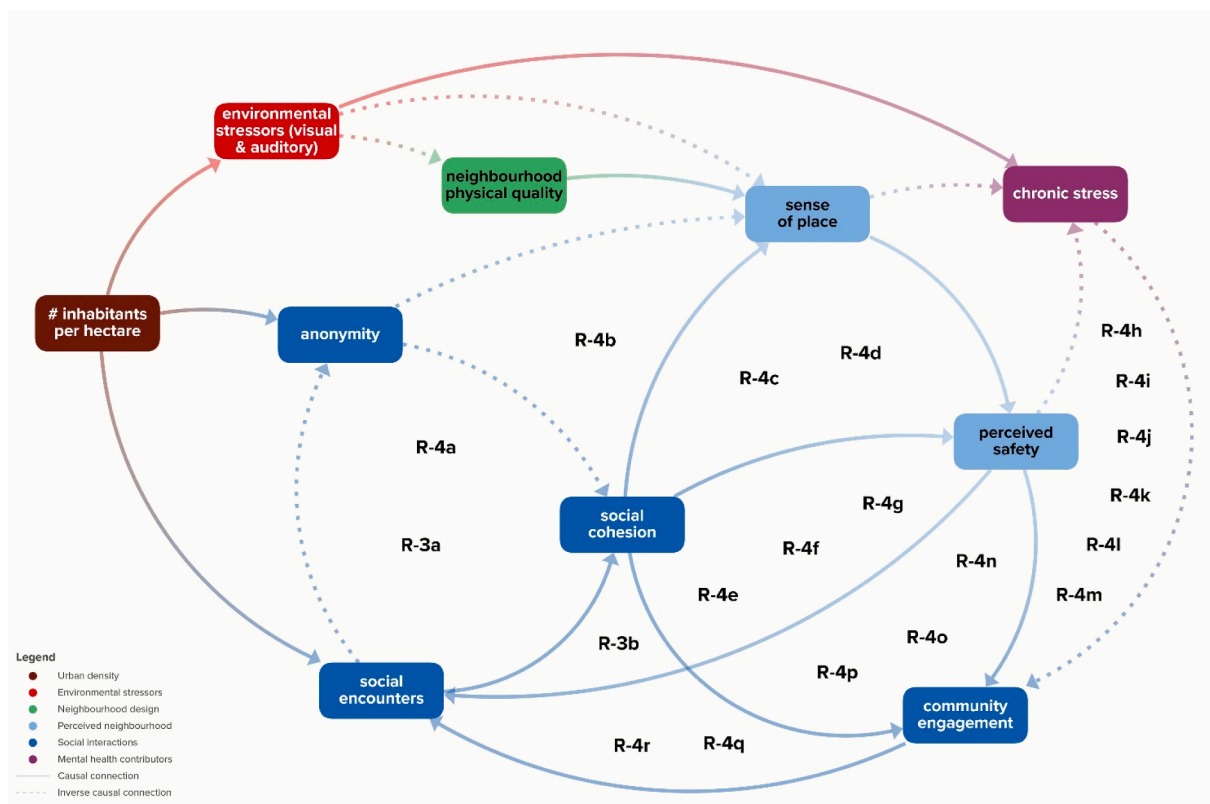 environmental
stressors (visual
& auditory)
neighbourhood
physical quality
sense
of place
chronic stress
# inhabitants
per hectare
anonymity
R-4b
R-4c
R-4d
R-4h
R-4i
R-4j
R-4k
R-4l
R-4m
R-4a
R-3a
perceived
safety
social
cohesion
R-4g
R-4f
R-4e
R-4n
R-4o
R-4p
R-3b
social
encounters
community
engagement
R-4r
R-4q
Legend
Urban density
Environmental stressors
Neighbourhood design
Perceived neighbourhood
Social interactions
Mental health contributors
Causal connection
Inverse causal connection